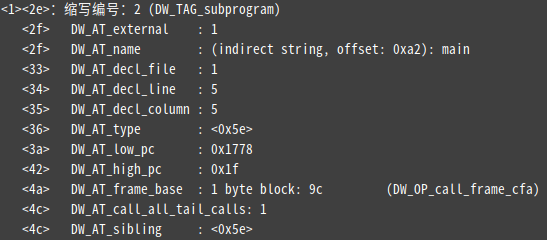 <1><2e>: 缩写编号: 2 (DW_TAG_subprogram)
<2f> DW_AT_external : 1
<2f> DW_AT_name : (indirect string, offset: 0xa2): main
<33> DW_AT_decl_file : 1
<34> DW_AT_decl_line : 5
<35> DW_AT_decl_column : 5
<36> DW_AT_type : <0x5e>
<3a> DW_AT_low_pc : 0x1778
<42> DW_AT_high_pc : 0x1f
<4a> DW_AT_frame_base : 1 byte block: 9c (DW_OP_call_frame_cfa)
<4c> DW_AT_call_all_tail_calls: 1
<4c> DW_AT_sibling : <0x5e>